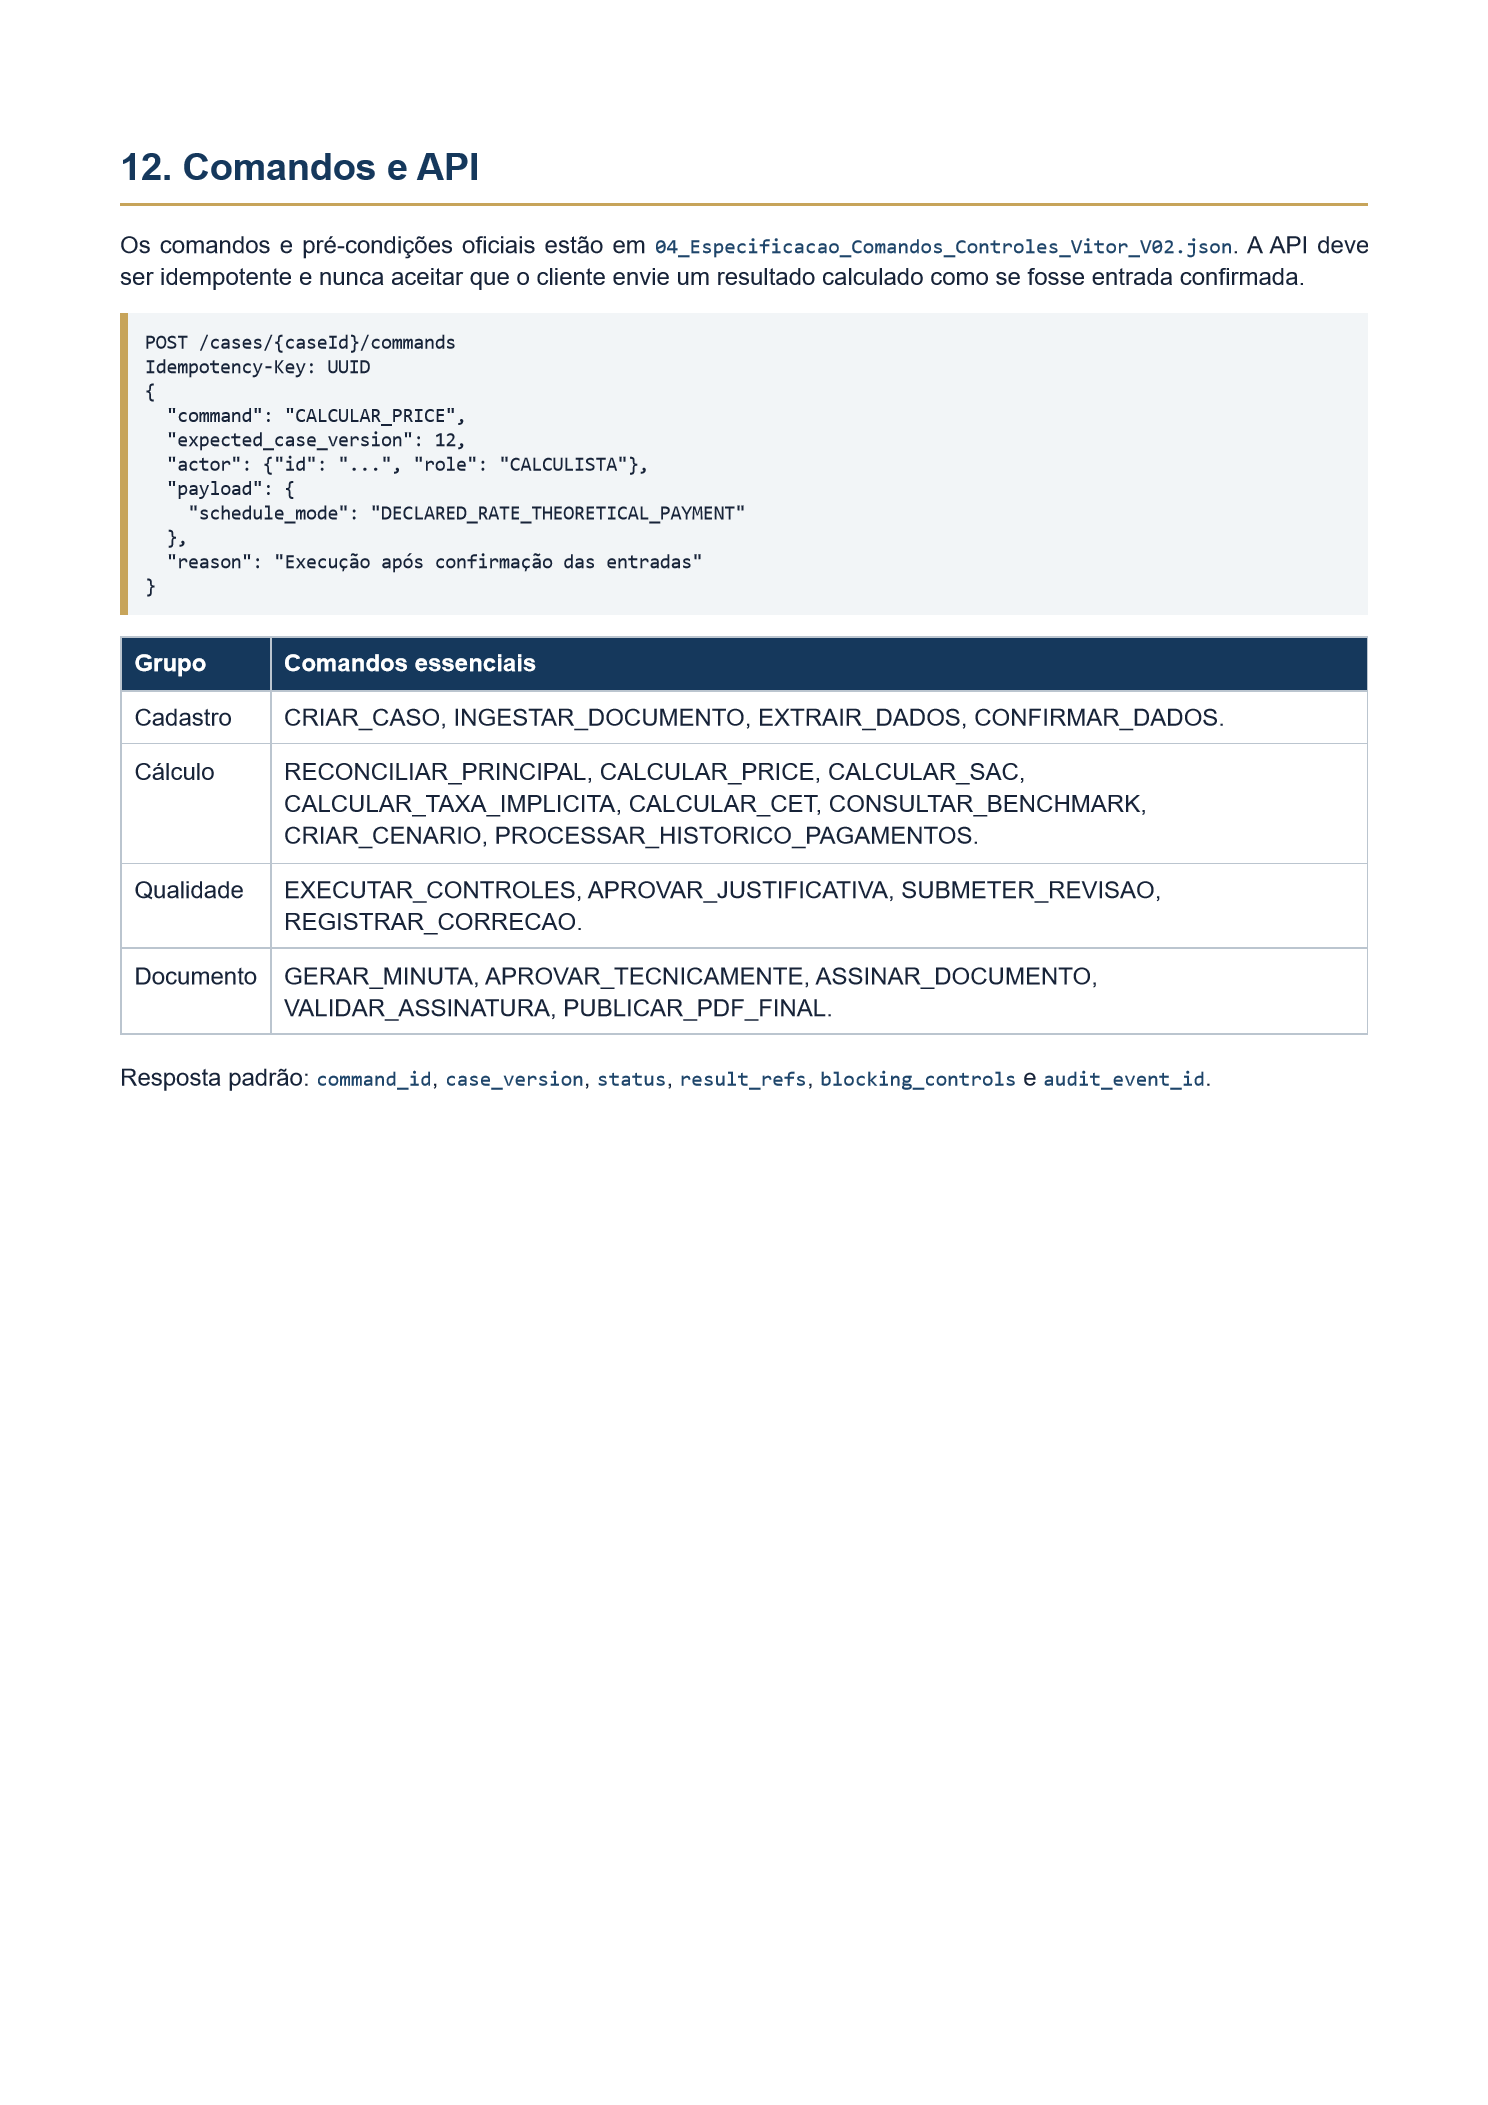 12. Comandos e API
Os comandos e pré-condições oficiais estão em 04_Especificacao_Comandos_Controles_Vitor_V02.json. A API deve
ser idempotente e nunca aceitar que o cliente envie um resultado calculado como se fosse entrada confirmada.
POST /cases/{caseId}/commands
Idempotency-Key: UUID
{
  "command": "CALCULAR_PRICE",
  "expected_case_version": 12,
  "actor": {"id": "...", "role": "CALCULISTA"},
  "payload": {
    "schedule_mode": "DECLARED_RATE_THEORETICAL_PAYMENT"
  },
  "reason": "Execução após confirmação das entradas"
}
Grupo Comandos essenciais
Cadastro CRIAR_CASO, INGESTAR_DOCUMENTO, EXTRAIR_DADOS, CONFIRMAR_DADOS.
Cálculo RECONCILIAR_PRINCIPAL, CALCULAR_PRICE, CALCULAR_SAC,
CALCULAR_TAXA_IMPLICITA, CALCULAR_CET, CONSULTAR_BENCHMARK,
CRIAR_CENARIO, PROCESSAR_HISTORICO_PAGAMENTOS.
Qualidade EXECUTAR_CONTROLES, APROVAR_JUSTIFICATIVA, SUBMETER_REVISAO,
REGISTRAR_CORRECAO.
Documento GERAR_MINUTA, APROVAR_TECNICAMENTE, ASSINAR_DOCUMENTO,
VALIDAR_ASSINATURA, PUBLICAR_PDF_FINAL.
Resposta padrão: command_id, case_version, status, result_refs, blocking_controls e audit_event_id.